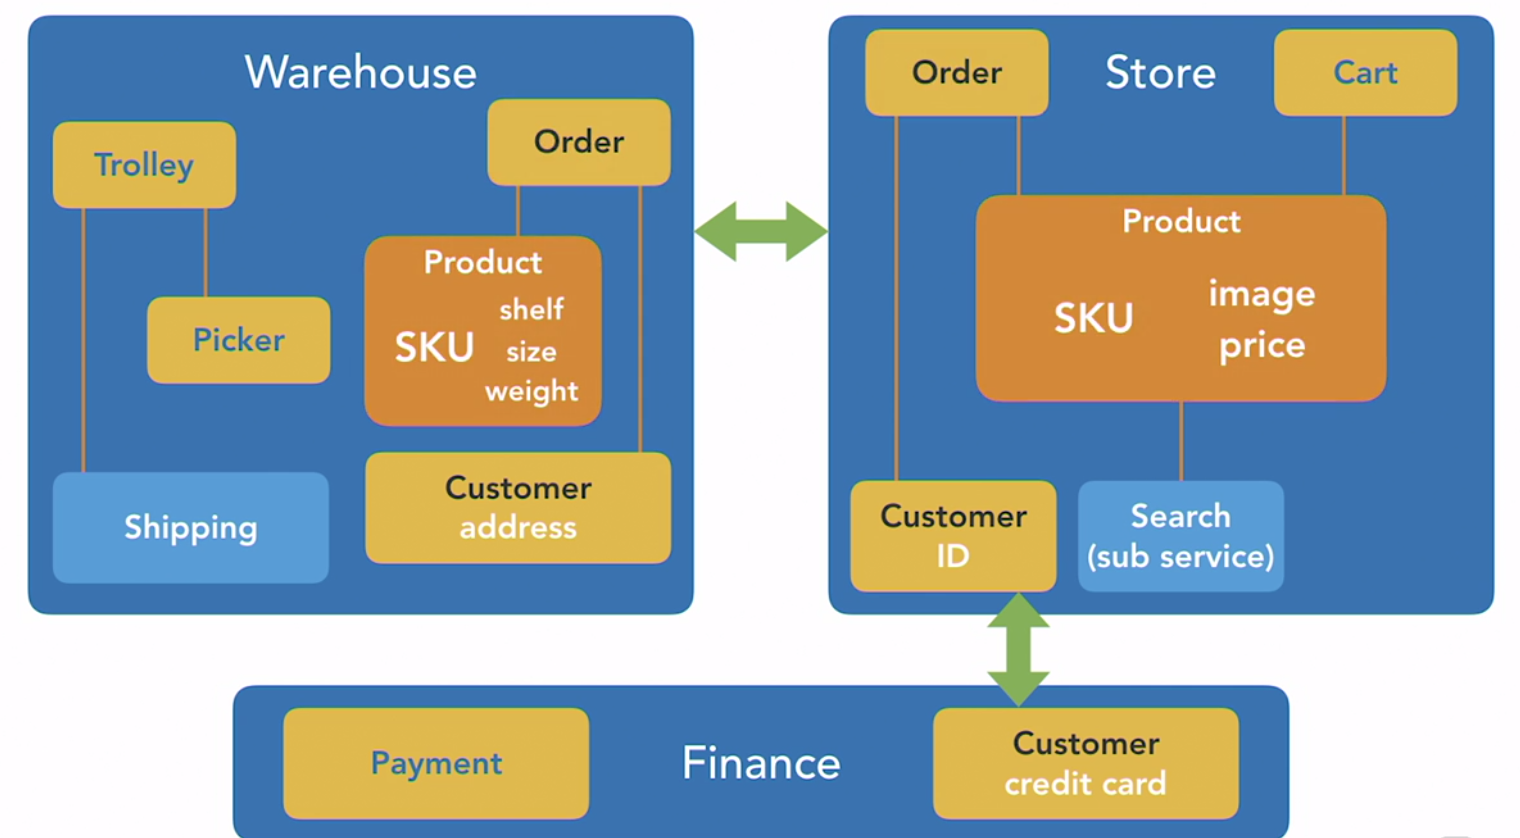 Warehouse
Trolley
Order
Picker
Product
SKU
shelf
size
weight
Shipping
Customer
address
Order
Store
Cart
Product
SKU
image
price
Customer
ID
Search
(sub service)
Payment
Finance
Customer
credit card